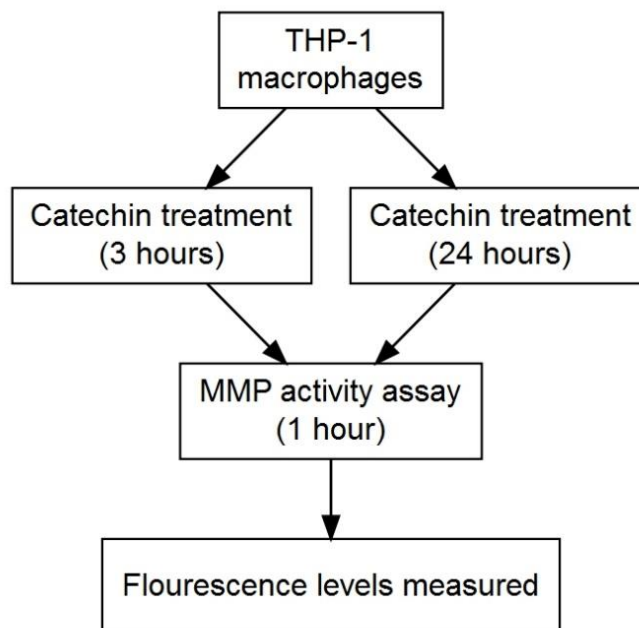 THP-1
macrophages
Catechin treatment
(3 hours)
Catechin treatment
(24 hours)
MMP activity assay
(1 hour)
Flourescence levels measured